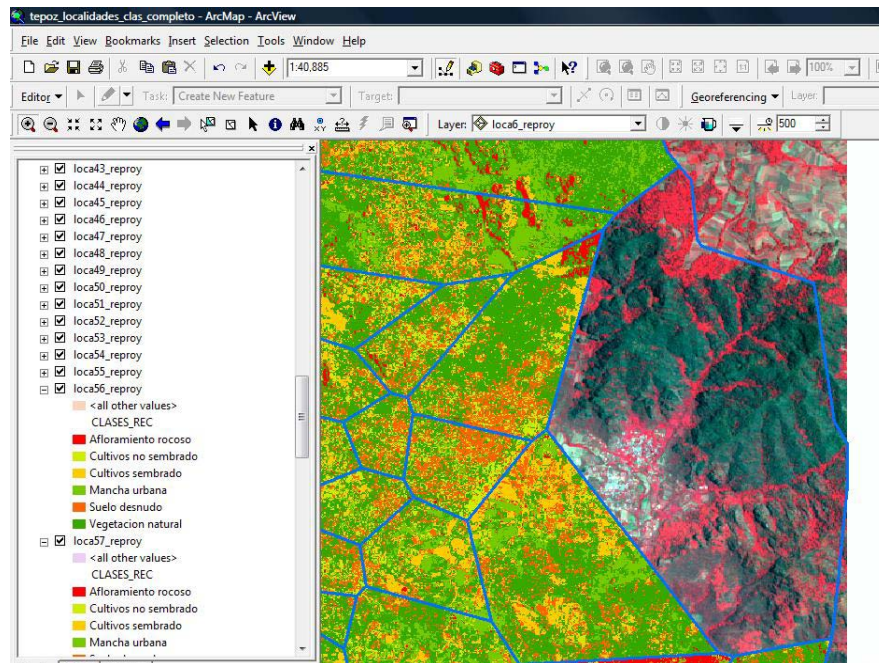 tepoz_localidades_clas_completo - ArcMap - ArcView
File Edit View Bookmarks Insert Selection Tools Window Help
1:40,885 100%
Editor Task: Create New Feature Target: Georeferencing Layer:
Layer: loca6_reproy 500
loca43_reproy
loca44_reproy
loca45_reproy
loca46_reproy
loca47_reproy
loca48_reproy
loca49_reproy
loca50_reproy
loca51_reproy
loca52_reproy
loca53_reproy
loca54_reproy
loca55_reproy
loca56_reproy
<all other values>
CLASES_REC
Afloramiento rocoso
Cultivos no sembrado
Cultivos sembrado
Mancha urbana
Suelo desnudo
Vegetacion natural
loca57_reproy
<all other values>
CLASES_REC
Afloramiento rocoso
Cultivos no sembrado
Cultivos sembrado
Mancha urbana